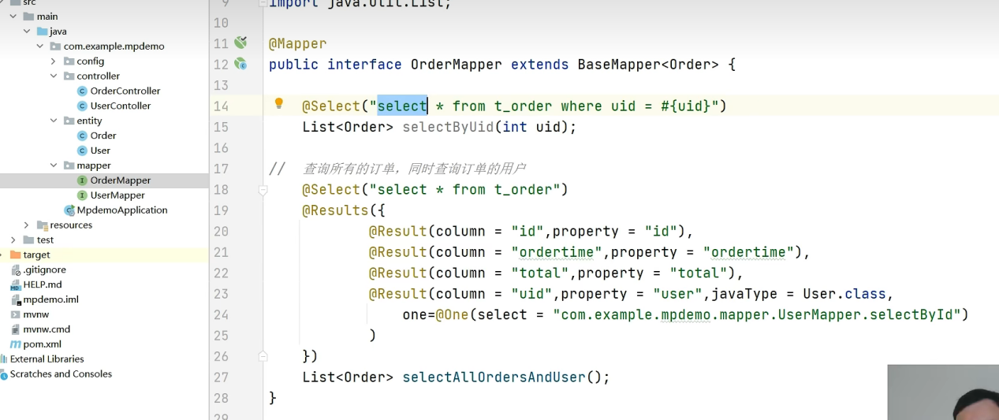 src
main
java
com.example.mpdemo
config
controller
OrderController
UserContoller
entity
Order
User
mapper
OrderMapper
UserMapper
MpdemoApplication
resources
test
target
.gitignore
HELP.md
mpdemo.iml
mvnw
mvnw.cmd
pom.xml
External Libraries
Scratches and Consoles
9 import java.util.List;
10
11 @Mapper
12 public interface OrderMapper extends BaseMapper<Order> {
13
14 @Select("select * from t_order where uid = #{uid}")
15 List<Order> selectByUid(int uid);
16
17 // 查询所有的订单，同时查询订单的用户
18 @Select("select * from t_order")
19 @Results({
20 @Result(column = "id",property = "id"),
21 @Result(column = "ordertime",property = "ordertime"),
22 @Result(column = "total",property = "total"),
23 @Result(column = "uid",property = "user",javaType = User.class,
24 one=@One(select = "com.example.mpdemo.mapper.UserMapper.selectById")
25 )
26 })
27 List<Order> selectAllOrdersAndUser();
28 }
29